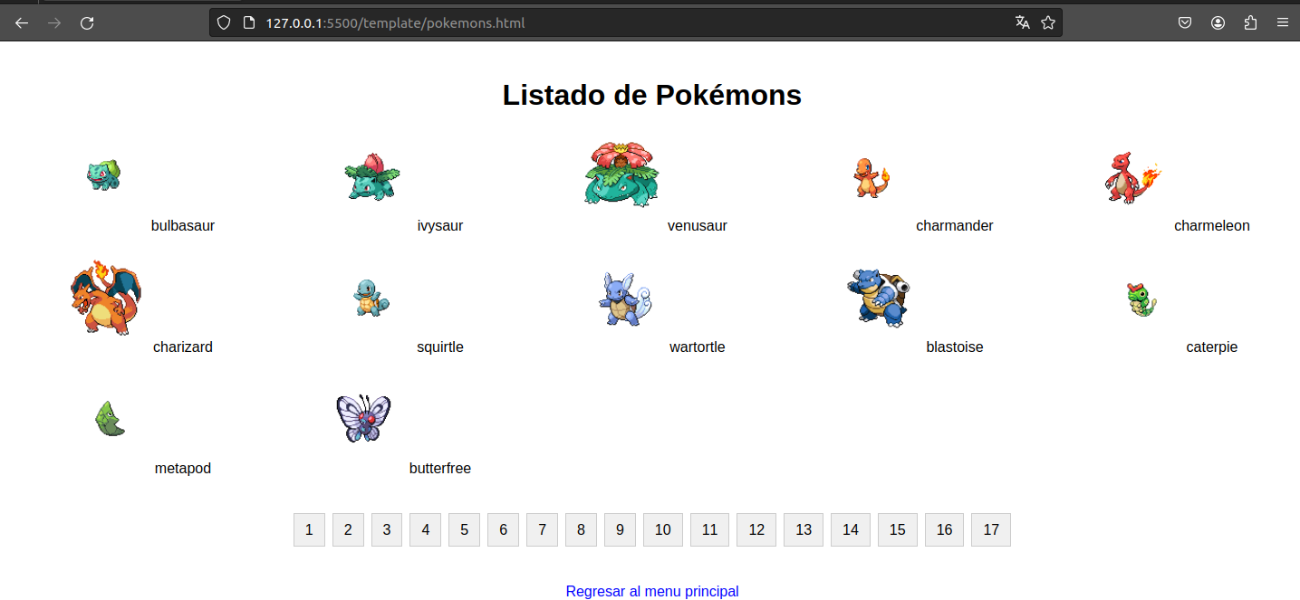 127.0.0.1:5500/template/pokemons.html
Listado de Pokémons
bulbasaur ivysaur venusaur charmander charmeleon
charizard squirtle wartortle blastoise caterpie
metapod butterfree
1 2 3 4 5 6 7 8 9 10 11 12 13 14 15 16 17
Regresar al menu principal